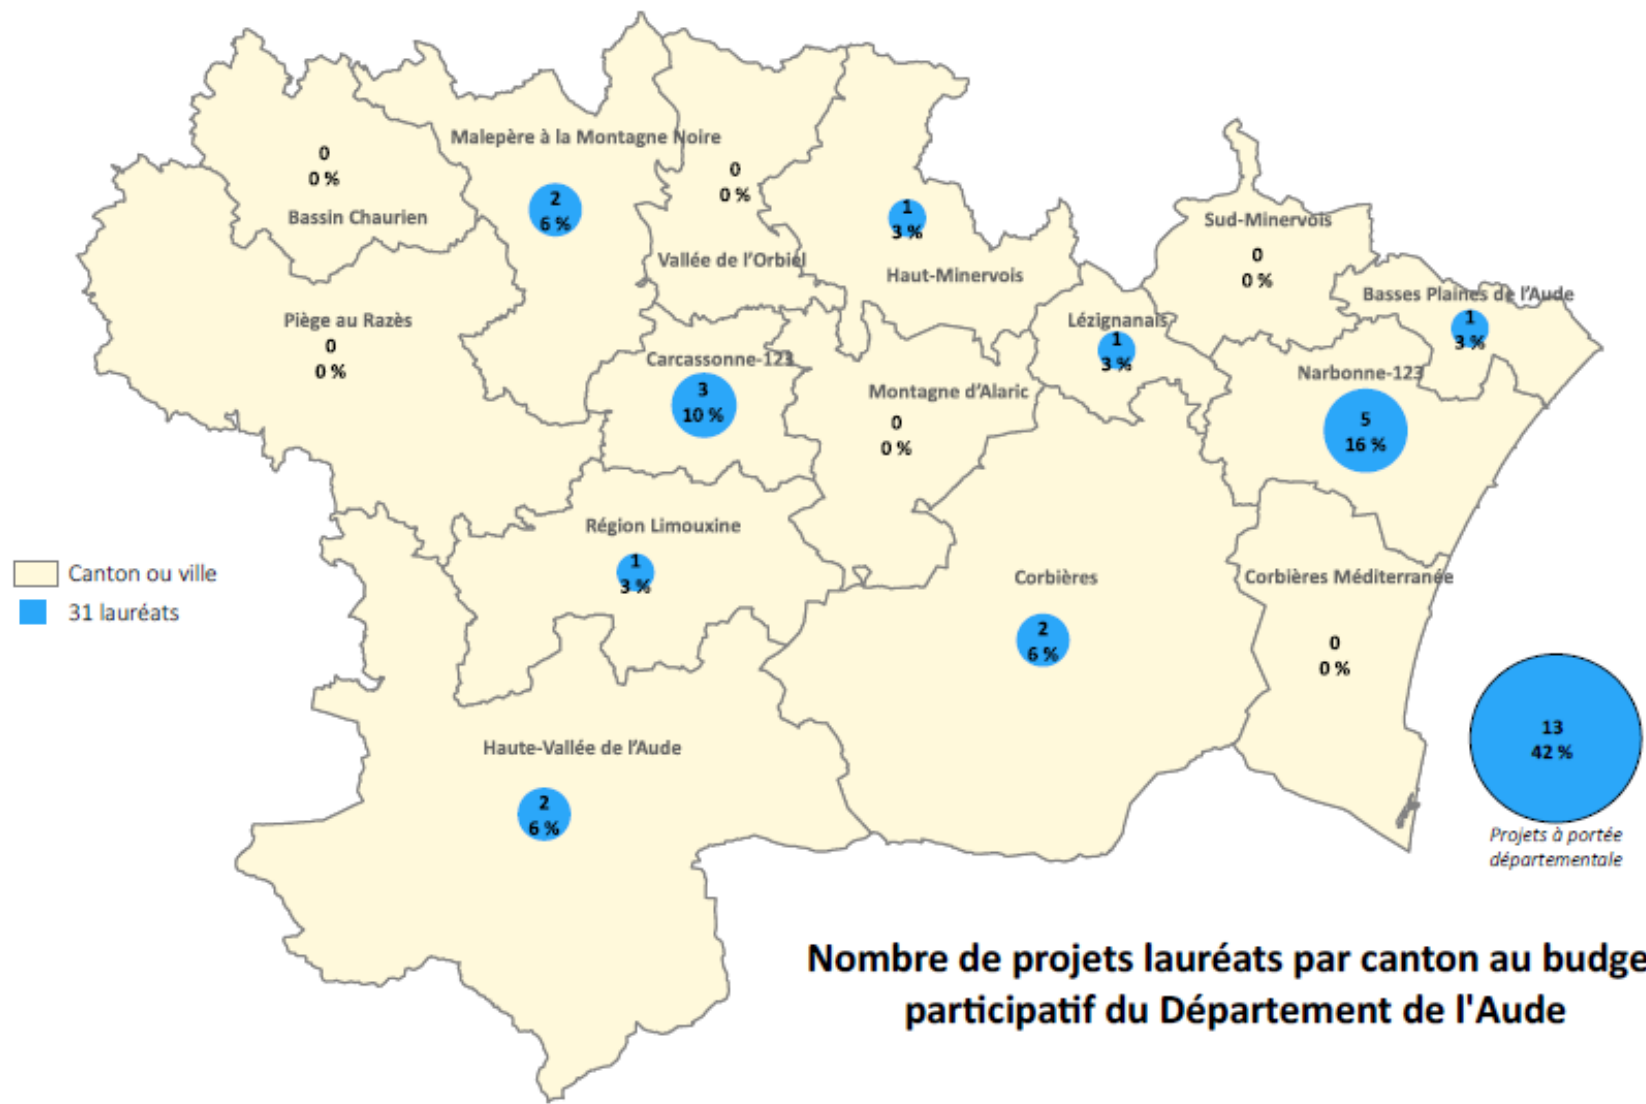 Malepère à la Montagne Noire
2
6 %
0
0 %
Bassin Chaurien
0
0 %
Vallée de l'Orbiel
1
3 %
Haut-Minervois
Sud-Minervois
0
0 %
Basses Plaines de l'Aude
1
3 %
Piège au Razès
0
0 %
Lézignanais
1
3 %
Carcassonne-123
3
10 %
Montagne d'Alaric
0
0 %
Narbonne-123
5
16 %
Région Limouxine
1
3 %
Corbières
2
6 %
Corbières Méditerranée
0
0 %
Canton ou ville
31 lauréats
Haute-Vallée de l'Aude
2
6 %
13
42 %
Projets à portée
départementale
Nombre de projets lauréats par canton au budge
participatif du Département de l'Aude